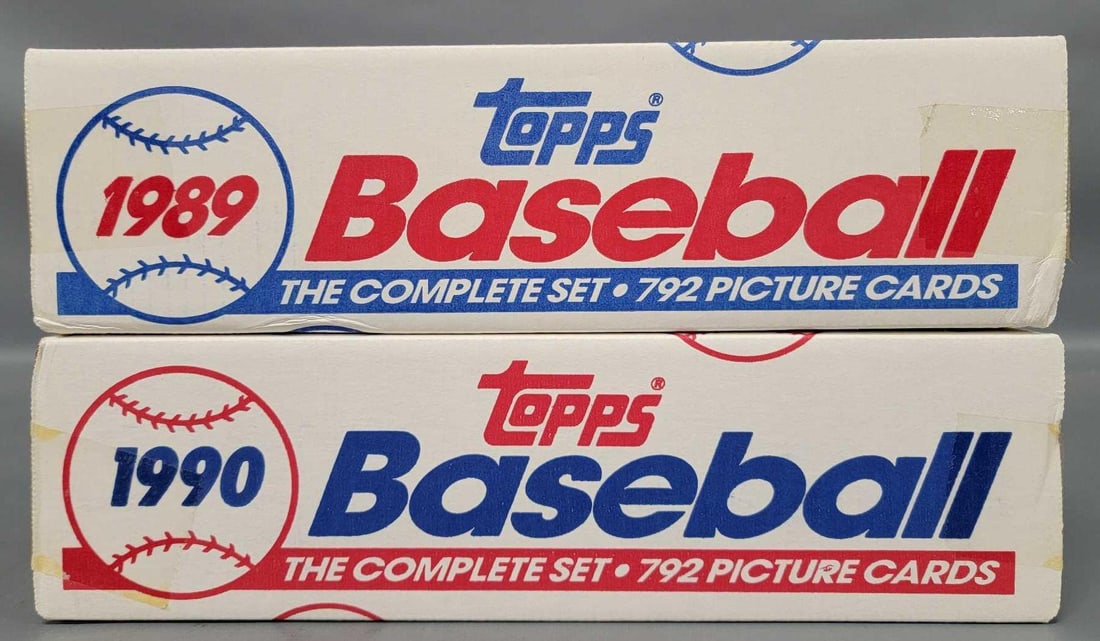 Topps®
1989
Baseball
THE COMPLETE SET • 792 PICTURE CARDS
Topps®
1990
Baseball
THE COMPLETE SET • 792 PICTURE CARDS